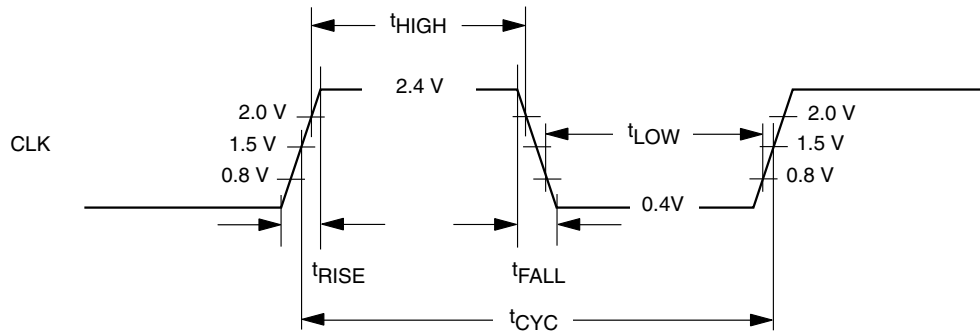 tHIGH
2.4 V
2.0 V
2.0 V
tLOW
CLK
1.5 V
1.5 V
0.8 V
0.8 V
0.4V
tRISE
tFALL
tCYC